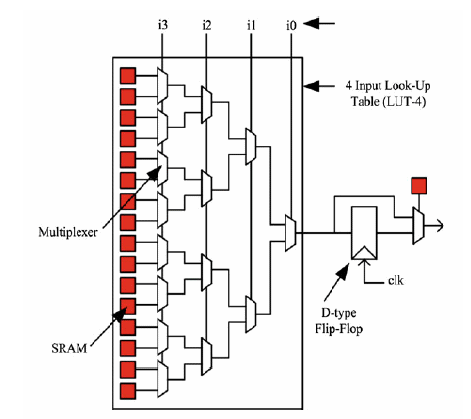 i3 i2 i1 i0
4 Input Look-Up
Table (LUT-4)
Multiplexer
clk
D-type
Flip-Flop
SRAM